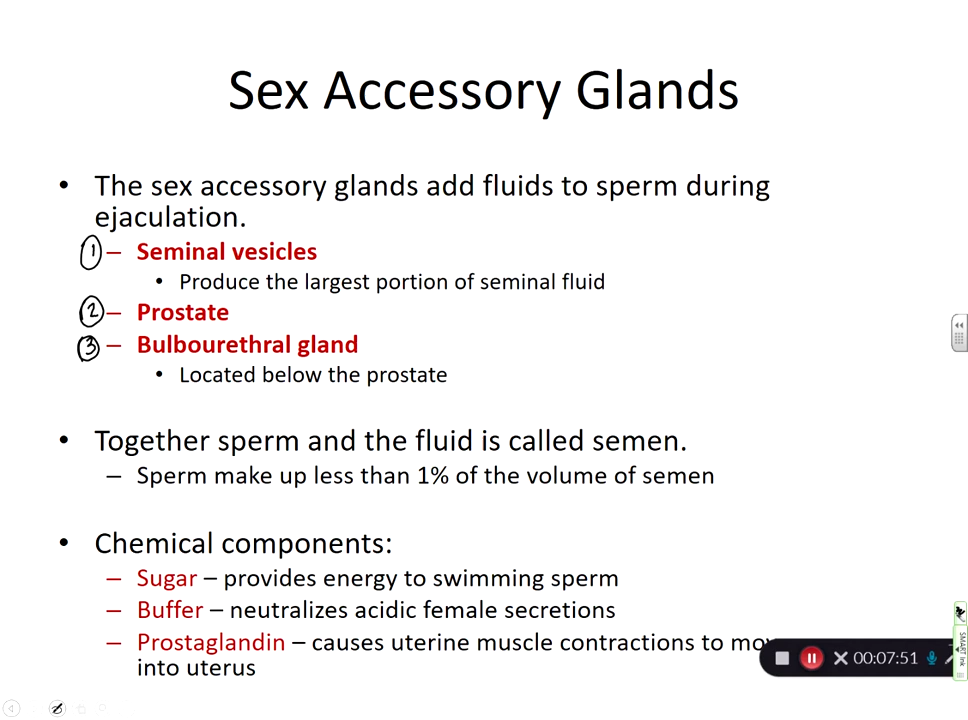 Sex Accessory Glands
• The sex accessory glands add fluids to sperm during
ejaculation.
1 – Seminal vesicles
• Produce the largest portion of seminal fluid
2 – Prostate
3 – Bulbourethral gland
• Located below the prostate
• Together sperm and the fluid is called semen.
– Sperm make up less than 1% of the volume of semen
• Chemical components:
– Sugar – provides energy to swimming sperm
– Buffer – neutralizes acidic female secretions
– Prostaglandin – causes uterine muscle contractions to
into uterus
00:07:51
SMART Ink